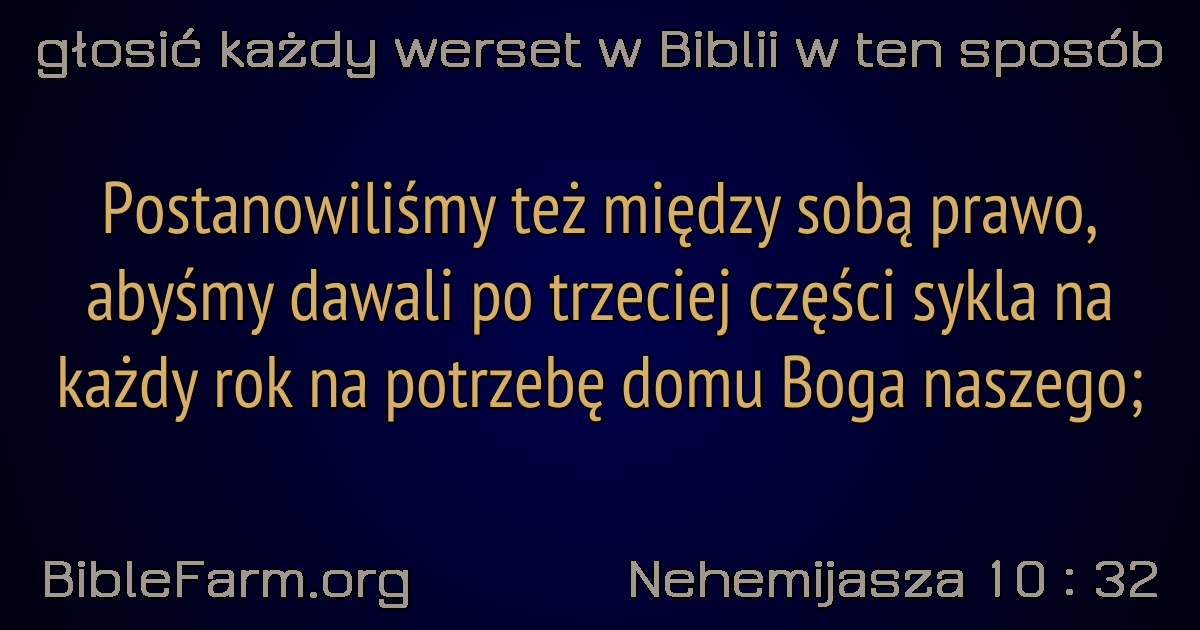 głosić każdy werset w Biblii w ten sposób
Postanowiliśmy też między sobą prawo,
abyśmy dawali po trzeciej części sykla na
każdy rok na potrzebę domu Boga naszego;
BibleFarm.org
Nehemijasza 10 : 32